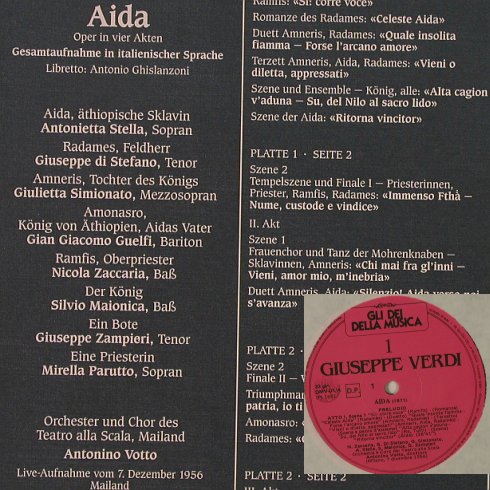 Aida
Oper in vier Akten
Gesamtaufnahme in italienischer Sprache
Libretto: Antonio Ghislanzoni
Aida, äthiopische Sklavin
Antonietta Stella, Sopran
Radames, Feldherr
Giuseppe di Stefano, Tenor
Amneris, Tochter des Königs
Giulietta Simionato, Mezzosopran
Amonasro,
König von Äthiopien, Aidas Vater
Gian Giacomo Guelfi, Bariton
Ramfis, Oberpriester
Nicola Zaccaria, Baß
Der König
Silvio Maionica, Baß
Ein Bote
Giuseppe Zampieri, Tenor
Eine Priesterin
Mirella Parutto, Sopran
Orchester und Chor des
Teatro alla Scala, Mailand
Antonino Votto
Live-Aufnahme vom 7. Dezember 1956
Mailand
Ramfis: «Sì: corre voce»
Romanze des Radames: «Celeste Aida»
Duett Amneris, Radames: «Quale insolita
fiamma – Forse l'arcano amore»
Terzett Amneris, Aida, Radames: «Vieni o
diletta, appressati»
Szene und Ensemble – König, alle: «Alta cagion
v'aduna – Su, del Nilo al sacro lido»
Szene der Aida: «Ritorna vincitor»
PLATTE 1 · SEITE 2
Szene 2
Tempelszene und Finale I – Priesterinnen,
Priester, Ramfis, Radames: «Immenso Fthà –
Nume, custode e vindice»
II. Akt
Szene 1
Frauenchor und Tanz der Mohrenknaben –
Sklavinnen, Amneris: «Chi mai fra gl'inni –
Vieni, amor mio, m'inebria»
Duett Amneris, Aida: «Silenzio! Aida verso noi
s'avanza»
PLATTE 2 ·
Szene 2
Finale II –
Triumphmar
patria, io ti
Amonasro:
Radames: «
PLATTE 2 · SEITE 2
III. Akt
GLI DEI
DELLA MUSICA
1
GIUSEPPE VERDI
D.P.
1
AIDA (1871)
PRELUDIO